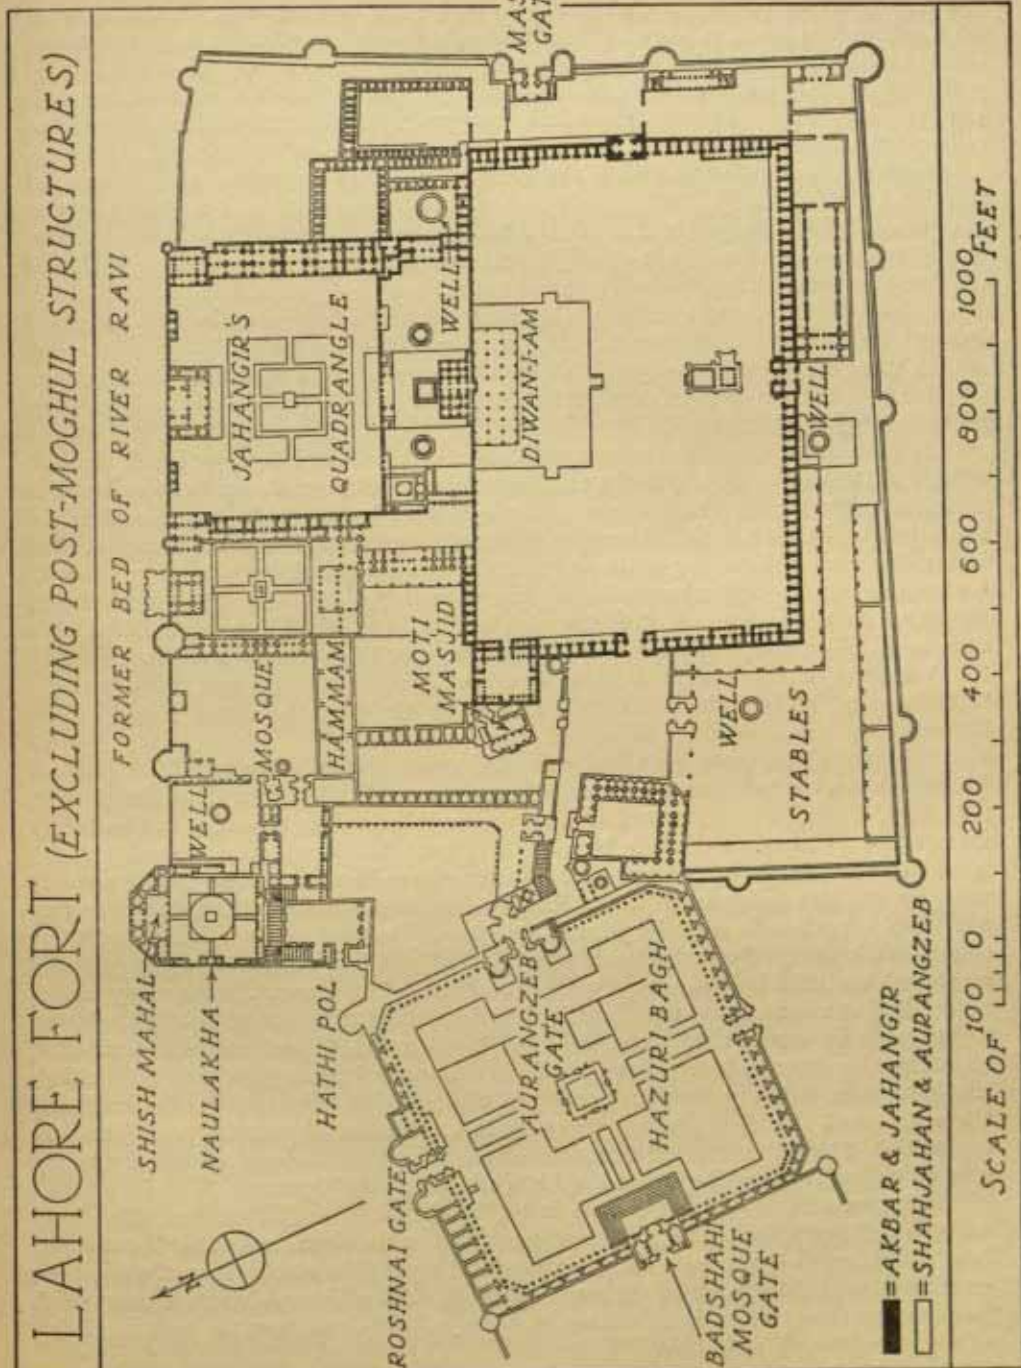 LAHORE FORT (EXCLUDING POST-MOGHUL STRUCTURES)
FORMER BED OF RIVER RAVI
SHISH MAHAL
NAULAKHA
HATHI POL
WELL
MOSQUE
HAMMAM
MOTI
MASJID
JAHANGIR'S
QUADRANGLE
WELL
DIWAN-I-AM
MAS
GAT
WELL
WELL
STABLES
ROSHNAI GATE
AURANGZEB
GATE
HAZURI BAGH
BADSHAHI
MOSQUE
GATE
N
= AKBAR & JAHANGIR
= SHAHJAHAN & AURANGZEB
SCALE OF 100 0 200 400 600 800 1000 FEET